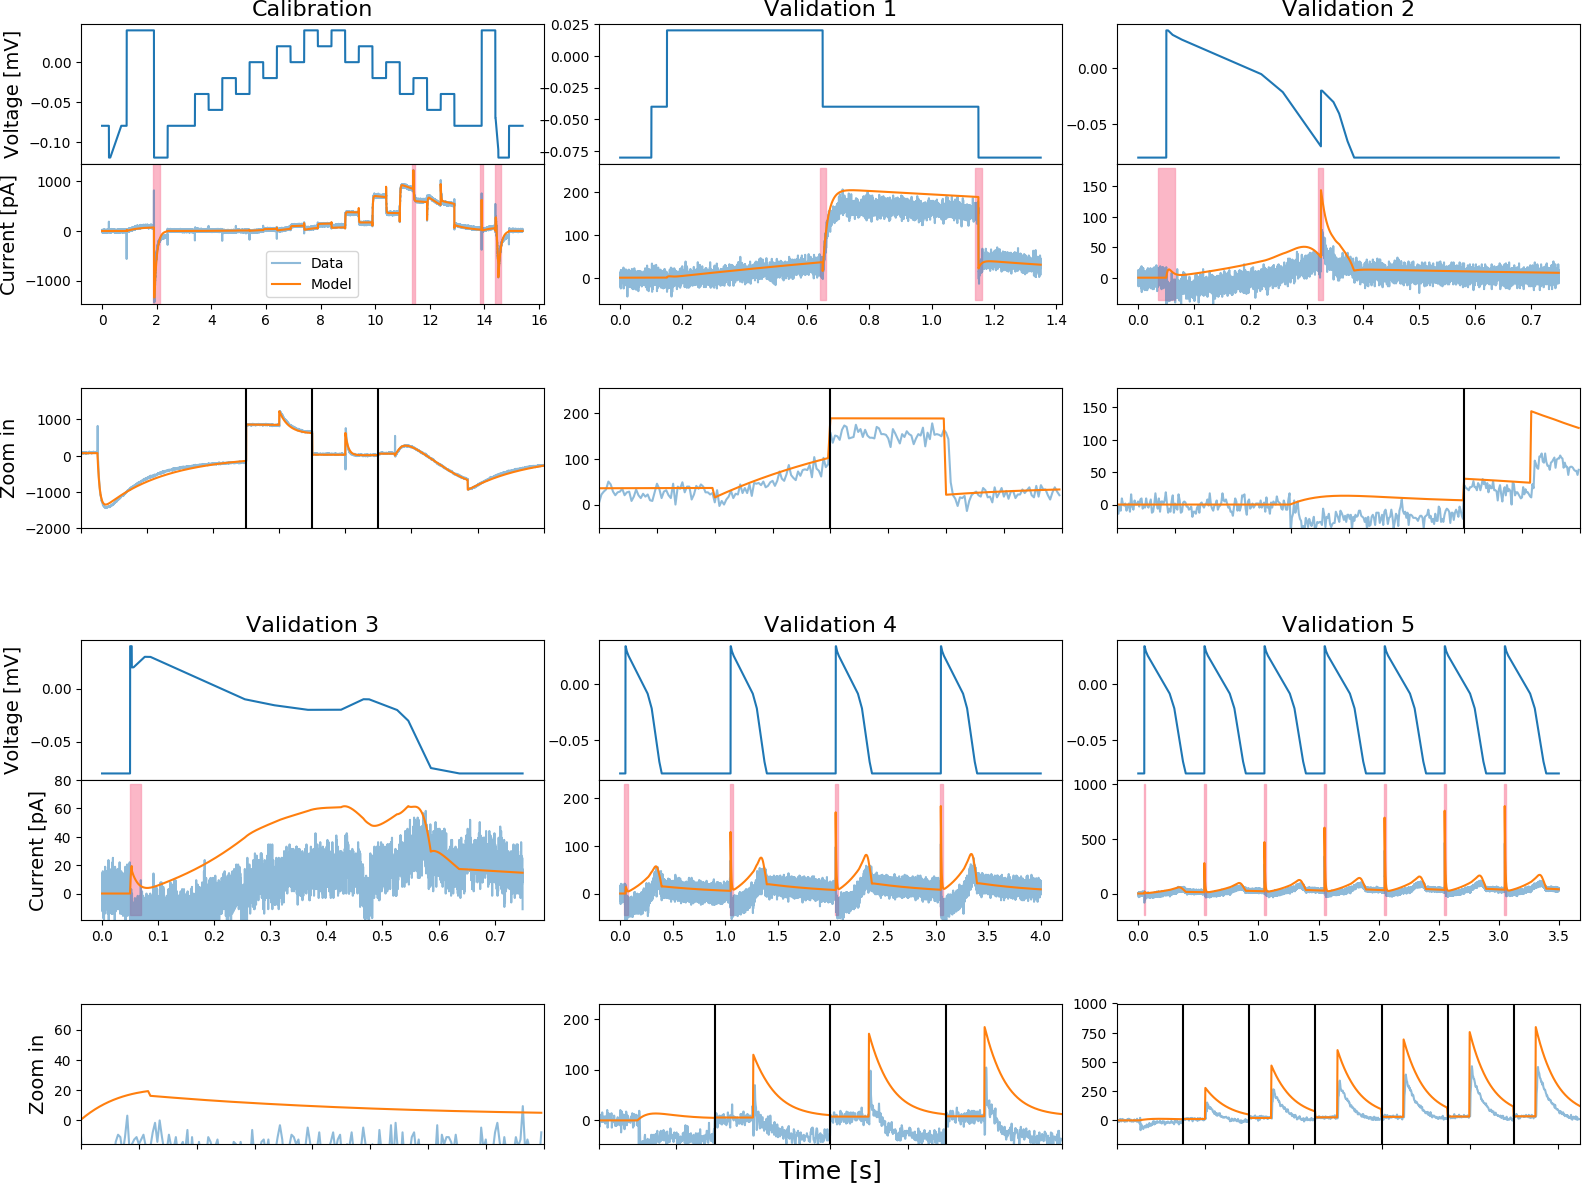 Calibration
Validation 1
Validation 2
Voltage [mV]
0.00
−0.05
−0.10
0.025
0.000
−0.025
−0.050
−0.075
0.00
−0.05
Current [pA]
1000
0
−1000
Data
Model
200
100
0
150
100
50
0
0 2 4 6 8 10 12 14 16
0.0 0.2 0.4 0.6 0.8 1.0 1.2 1.4
0.0 0.1 0.2 0.3 0.4 0.5 0.6 0.7
Zoom in
1000
0
−1000
−2000
200
100
0
150
100
50
0
Validation 3
Validation 4
Validation 5
Voltage [mV]
0.00
−0.05
0.00
−0.05
0.00
−0.05
Current [pA]
80
60
40
20
0
200
100
0
1000
500
0
0.0 0.1 0.2 0.3 0.4 0.5 0.6 0.7
0.0 0.5 1.0 1.5 2.0 2.5 3.0 3.5 4.0
0.0 0.5 1.0 1.5 2.0 2.5 3.0 3.5
Zoom in
60
40
20
0
200
100
0
1000
750
500
250
0
Time [s]